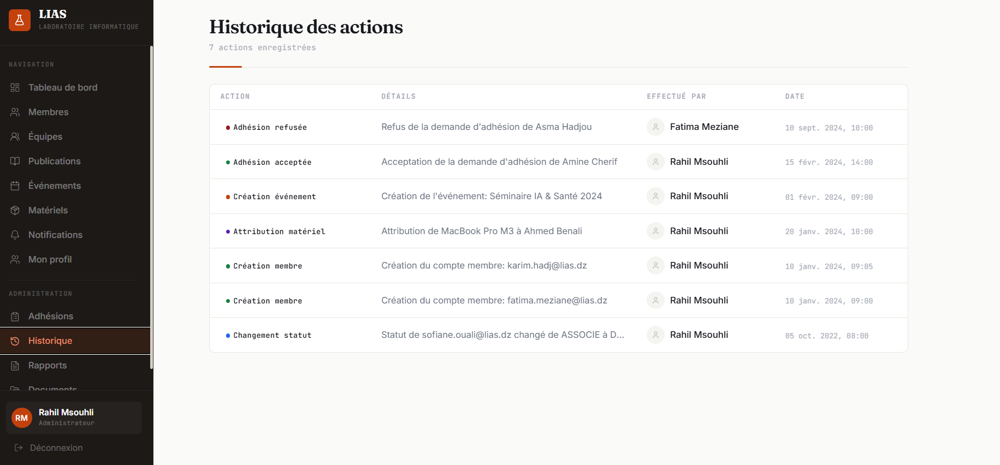 LIAS
LABORATOIRE INFORMATIQUE
NAVIGATION
Tableau de bord
Membres
Équipes
Publications
Événements
Matériels
Notifications
Mon profil
ADMINISTRATION
Adhésions
Historique
Rapports
Documents
RM
Rahil Msouhli
Administrateur
Déconnexion
Historique des actions
7 actions enregistrées
ACTION DÉTAILS EFFECTUÉ PAR DATE
Adhésion refusée Refus de la demande d'adhésion de Asma Hadjou Fatima Meziane 10 sept. 2024, 10:00
Adhésion acceptée Acceptation de la demande d'adhésion de Amine Cherif Rahil Msouhli 15 févr. 2024, 14:00
Création événement Création de l'événement: Séminaire IA & Santé 2024 Rahil Msouhli 01 févr. 2024, 09:00
Attribution matériel Attribution de MacBook Pro M3 à Ahmed Benali Rahil Msouhli 20 janv. 2024, 10:00
Création membre Création du compte membre: karim.hadj@lias.dz Rahil Msouhli 10 janv. 2024, 09:05
Création membre Création du compte membre: fatima.meziane@lias.dz Rahil Msouhli 10 janv. 2024, 09:00
Changement statut Statut de sofiane.ouali@lias.dz changé de ASSOCIE à D... Rahil Msouhli 05 oct. 2022, 08:00